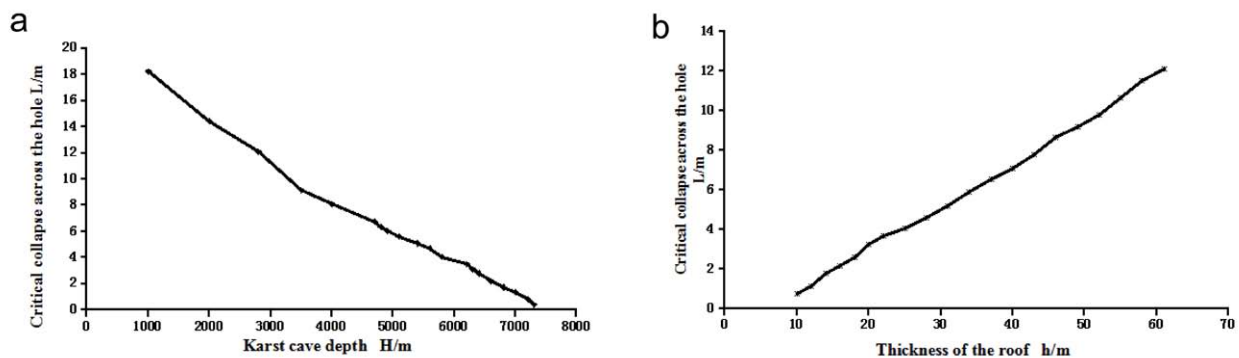 a
20
18
16
14
12
10
8
6
4
2
0
0 1000 2000 3000 4000 5000 6000 7000 8000
Critical collapse across the hole L/m
Karst cave depth H/m
b
14
12
10
8
6
4
2
0
0 10 20 30 40 50 60 70
Critical collapse across the hole
L/m
Thickness of the roof h/m